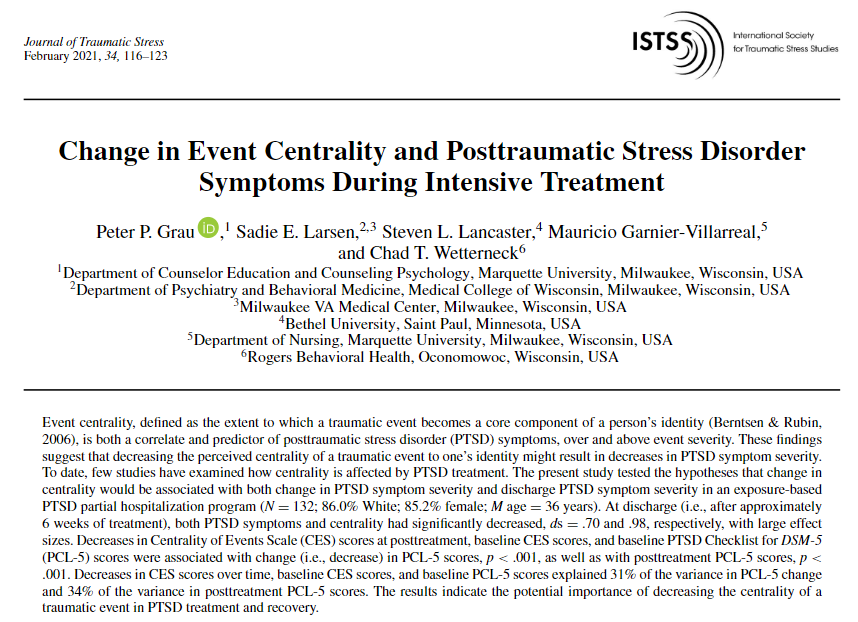 Journal of Traumatic Stress
February 2021, 34, 116–123
ISTSS
International Society
for Traumatic Stress Studies
Change in Event Centrality and Posttraumatic Stress Disorder
Symptoms During Intensive Treatment
Peter P. Grau iD,1 Sadie E. Larsen,2,3 Steven L. Lancaster,4 Mauricio Garnier-Villarreal,5
and Chad T. Wetterneck6
1Department of Counselor Education and Counseling Psychology, Marquette University, Milwaukee, Wisconsin, USA
2Department of Psychiatry and Behavioral Medicine, Medical College of Wisconsin, Milwaukee, Wisconsin, USA
3Milwaukee VA Medical Center, Milwaukee, Wisconsin, USA
4Bethel University, Saint Paul, Minnesota, USA
5Department of Nursing, Marquette University, Milwaukee, Wisconsin, USA
6Rogers Behavioral Health, Oconomowoc, Wisconsin, USA
Event centrality, defined as the extent to which a traumatic event becomes a core component of a person's identity (Berntsen & Rubin,
2006), is both a correlate and predictor of posttraumatic stress disorder (PTSD) symptoms, over and above event severity. These findings
suggest that decreasing the perceived centrality of a traumatic event to one's identity might result in decreases in PTSD symptom severity.
To date, few studies have examined how centrality is affected by PTSD treatment. The present study tested the hypotheses that change in
centrality would be associated with both change in PTSD symptom severity and discharge PTSD symptom severity in an exposure-based
PTSD partial hospitalization program (N = 132; 86.0% White; 85.2% female; M age = 36 years). At discharge (i.e., after approximately
6 weeks of treatment), both PTSD symptoms and centrality had significantly decreased, ds = .70 and .98, respectively, with large effect
sizes. Decreases in Centrality of Events Scale (CES) scores at posttreatment, baseline CES scores, and baseline PTSD Checklist for DSM-5
(PCL-5) scores were associated with change (i.e., decrease) in PCL-5 scores, p < .001, as well as with posttreatment PCL-5 scores, p <
.001. Decreases in CES scores over time, baseline CES scores, and baseline PCL-5 scores explained 31% of the variance in PCL-5 change
and 34% of the variance in posttreatment PCL-5 scores. The results indicate the potential importance of decreasing the centrality of a
traumatic event in PTSD treatment and recovery.